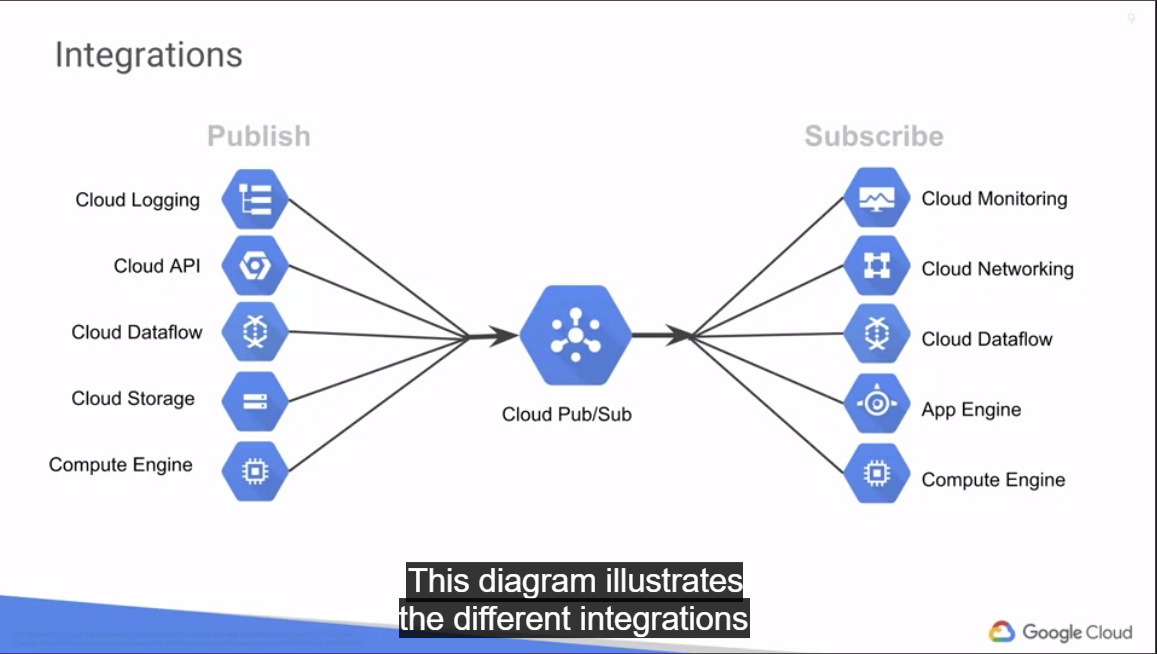 9
Integrations
Publish
Subscribe
Cloud Logging
Cloud API
Cloud Dataflow
Cloud Storage
Compute Engine
Cloud Pub/Sub
Cloud Monitoring
Cloud Networking
Cloud Dataflow
App Engine
Compute Engine
This diagram illustrates
the different integrations
Google Cloud